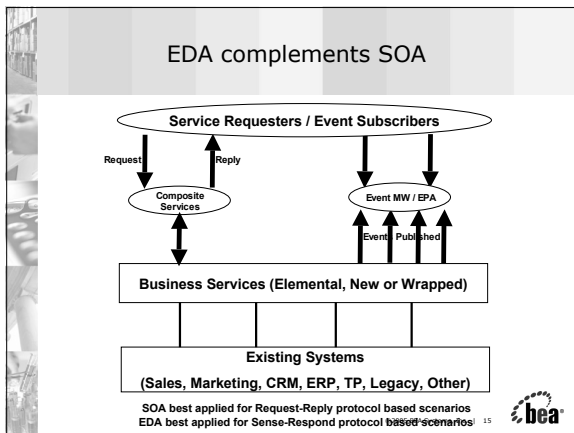 EDA complements SOA
Service Requesters / Event Subscribers
Request
Reply
Composite
Services
Event MW / EPA
Events Published
Business Services (Elemental, New or Wrapped)
Existing Systems
(Sales, Marketing, CRM, ERP, TP, Legacy, Other)
SOA best applied for Request-Reply protocol based scenarios
EDA best applied for Sense-Respond protocol based scenarios
15
bea